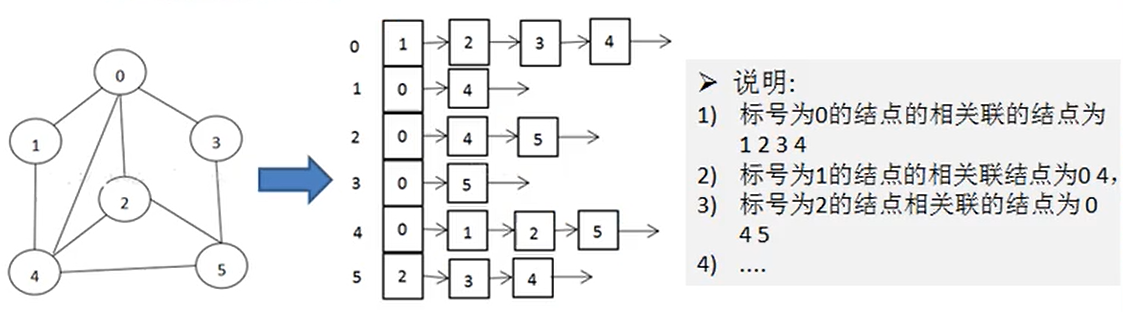 0
1
3
2
4
5
0 1 2 3 4
1 0 4
2 0 4 5
3 0 5
4 0 1 2 5
5 2 3 4
➤ 说明:
1) 标号为0的结点的相关联的结点为
1 2 3 4
2) 标号为1的结点的相关联结点为0 4，
3) 标号为2的结点相关联的结点为0
4 5
4) ....